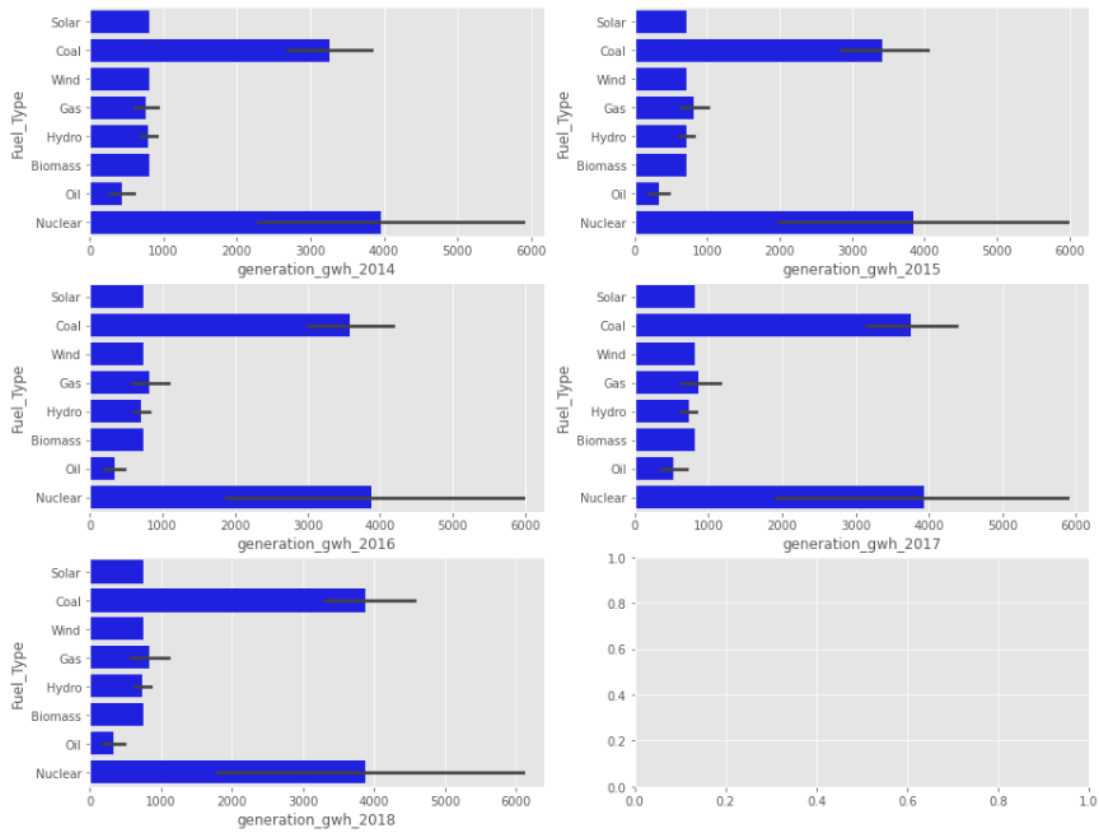 Solar
Coal
Wind
Gas
Hydro
Biomass
Oil
Nuclear
Fuel_Type
0 1000 2000 3000 4000 5000 6000
generation_gwh_2014
Solar
Coal
Wind
Gas
Hydro
Biomass
Oil
Nuclear
Fuel_Type
0 1000 2000 3000 4000 5000 6000
generation_gwh_2015
Solar
Coal
Wind
Gas
Hydro
Biomass
Oil
Nuclear
Fuel_Type
0 1000 2000 3000 4000 5000 6000
generation_gwh_2016
Solar
Coal
Wind
Gas
Hydro
Biomass
Oil
Nuclear
Fuel_Type
0 1000 2000 3000 4000 5000 6000
generation_gwh_2017
Solar
Coal
Wind
Gas
Hydro
Biomass
Oil
Nuclear
Fuel_Type
0 1000 2000 3000 4000 5000 6000
generation_gwh_2018
1.0
0.8
0.6
0.4
0.2
0.0
0.0 0.2 0.4 0.6 0.8 1.0